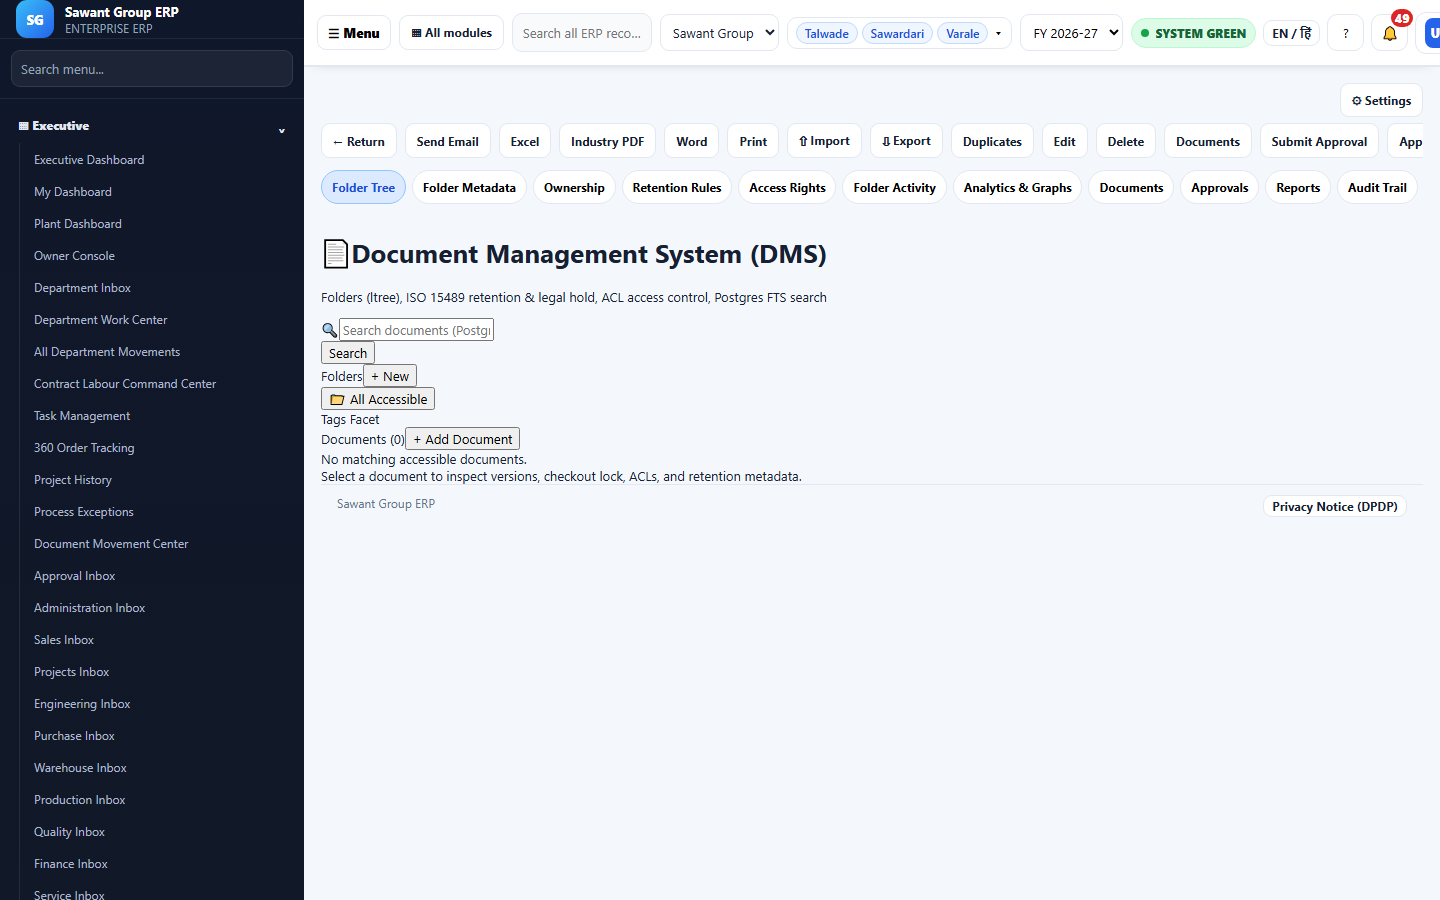 SG
Sawant Group ERP
ENTERPRISE ERP
Search menu...
Executive
Executive Dashboard
My Dashboard
Plant Dashboard
Owner Console
Department Inbox
Department Work Center
All Department Movements
Contract Labour Command Center
Task Management
360 Order Tracking
Project History
Process Exceptions
Document Movement Center
Approval Inbox
Administration Inbox
Sales Inbox
Projects Inbox
Engineering Inbox
Purchase Inbox
Warehouse Inbox
Production Inbox
Quality Inbox
Finance Inbox
Service Inbox
☰ Menu
All modules
Search all ERP reco...
Sawant Group
Talwade Sawardari Varale
FY 2026-27
SYSTEM GREEN
EN / हिं
?
49
U
⚙ Settings
← Return Send Email Excel Industry PDF Word Print ⇧ Import ⇩ Export Duplicates Edit Delete Documents Submit Approval App
Folder Tree Folder Metadata Ownership Retention Rules Access Rights Folder Activity Analytics & Graphs Documents Approvals Reports Audit Trail
Document Management System (DMS)
Folders (ltree), ISO 15489 retention & legal hold, ACL access control, Postgres FTS search
Search documents (Postg
Search
Folders + New
All Accessible
Tags Facet
Documents (0) + Add Document
No matching accessible documents.
Select a document to inspect versions, checkout lock, ACLs, and retention metadata.
Sawant Group ERP
Privacy Notice (DPDP)